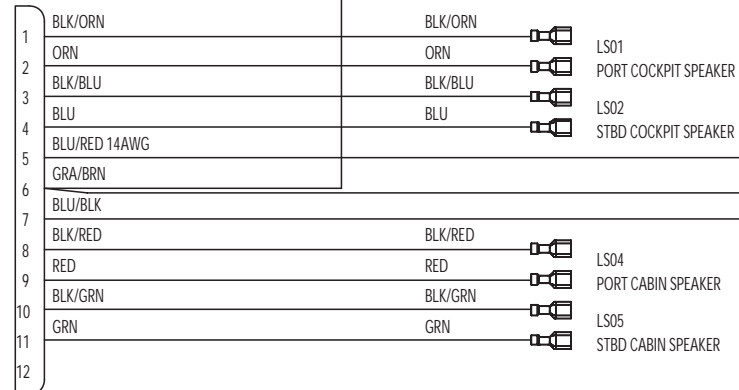 BLK/ORN BLK/ORN
1
LS01
ORN ORN
2
PORT COCKPIT SPEAKER
BLK/BLU BLK/BLU
3
LS02
BLU BLU
4
STBD COCKPIT SPEAKER
BLU/RED 14AWG
5
GRA/BRN
6
BLU/BLK
7
BLK/RED BLK/RED
8
LS04
RED RED
9
PORT CABIN SPEAKER
BLK/GRN BLK/GRN
10
LS05
GRN GRN
11
STBD CABIN SPEAKER
12